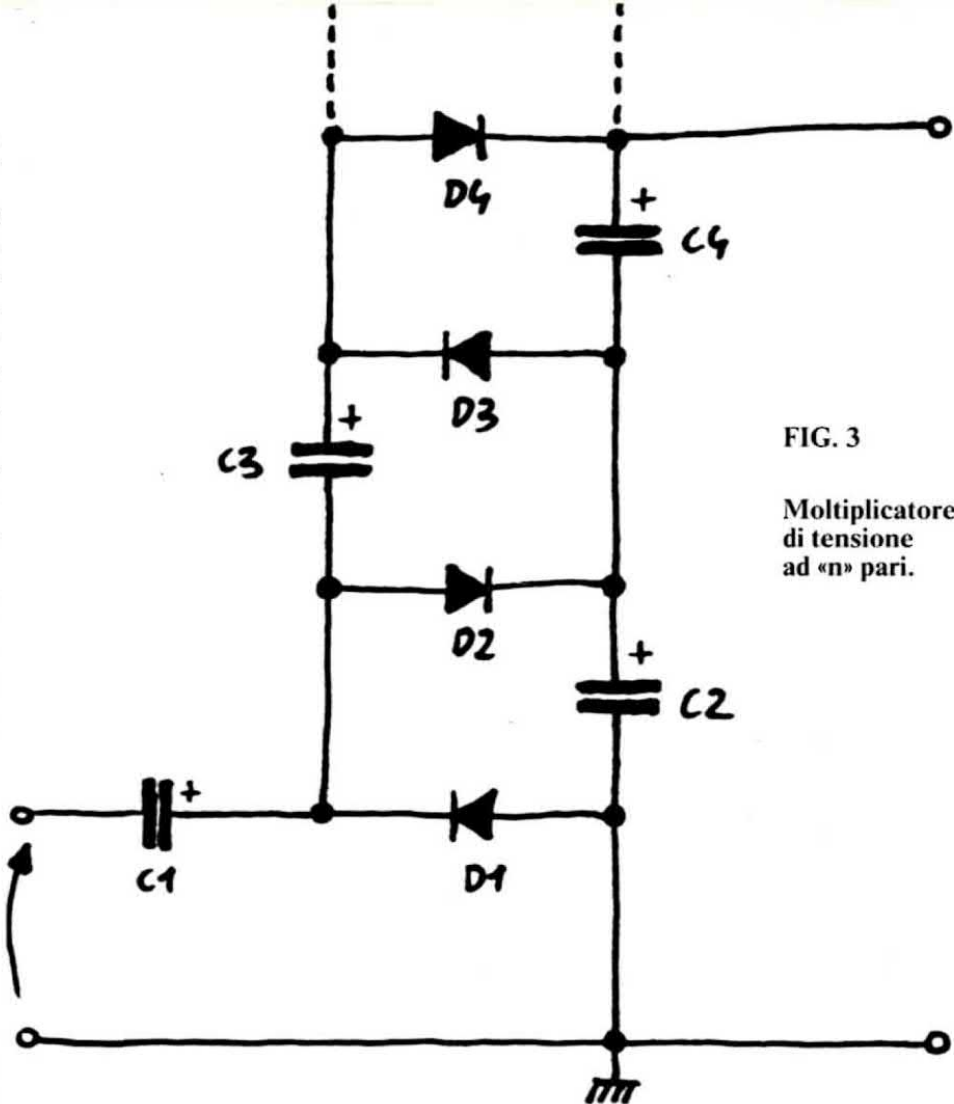 D4
+
C4
D3
+
C3
FIG. 3
Moltiplicatore
di tensione
ad «n» pari.
D2
+
C2
+
C1
D1